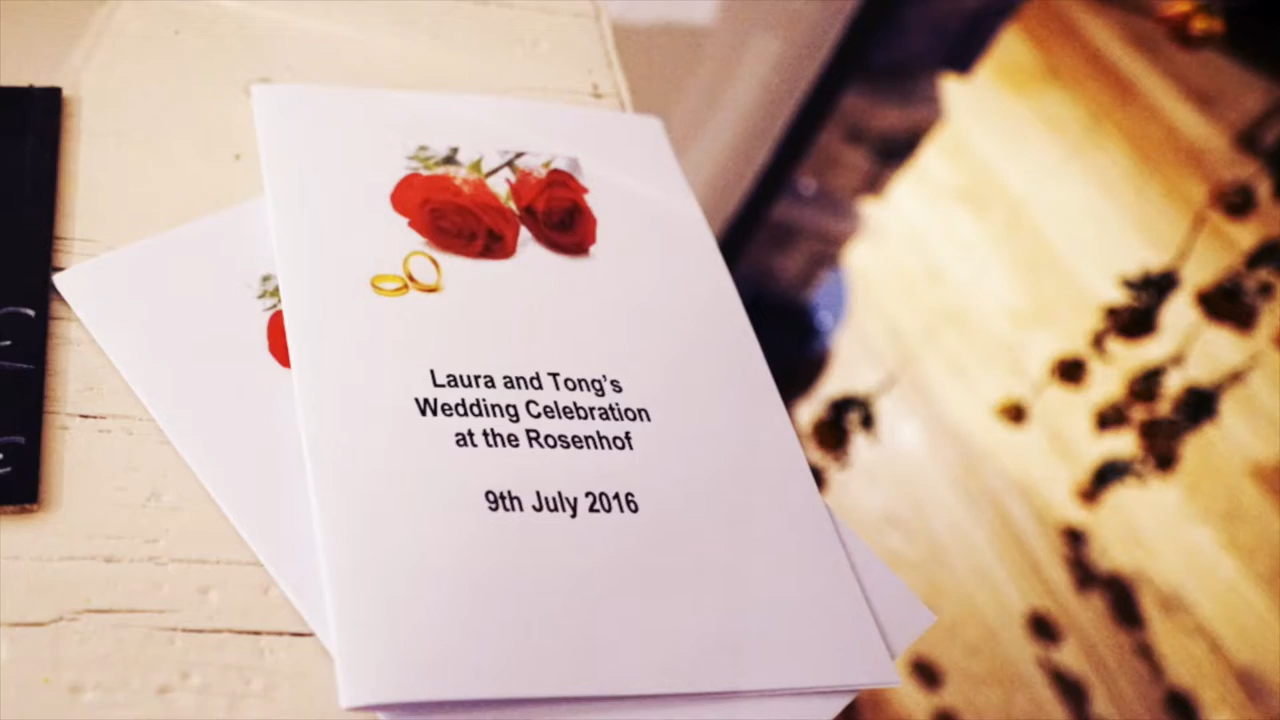 Laura and Tong's
Wedding Celebration
at the Rosenhof
9th July 2016